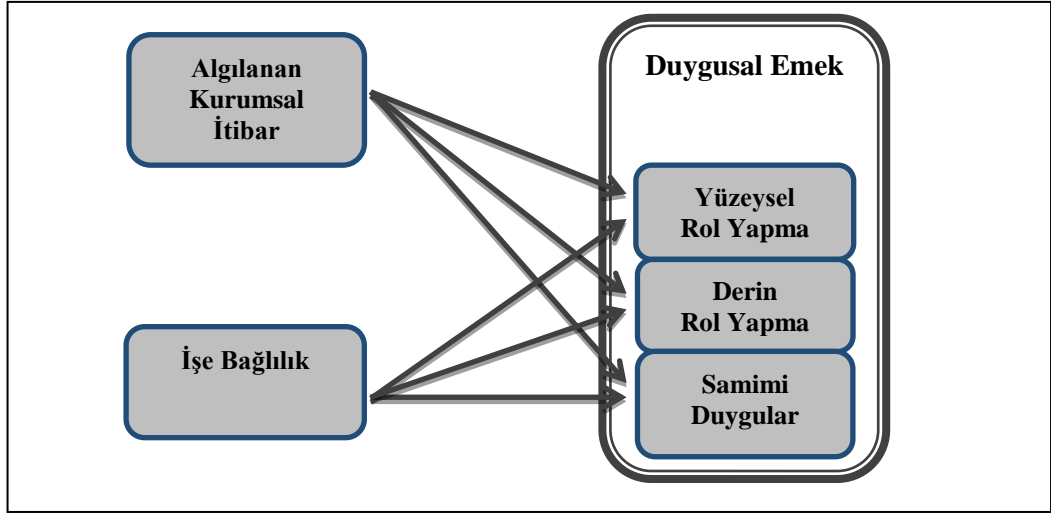 Algılanan
Kurumsal
İtibar
İşe Bağlılık
Duygusal Emek
Yüzeysel
Rol Yapma
Derin
Rol Yapma
Samimi
Duygular